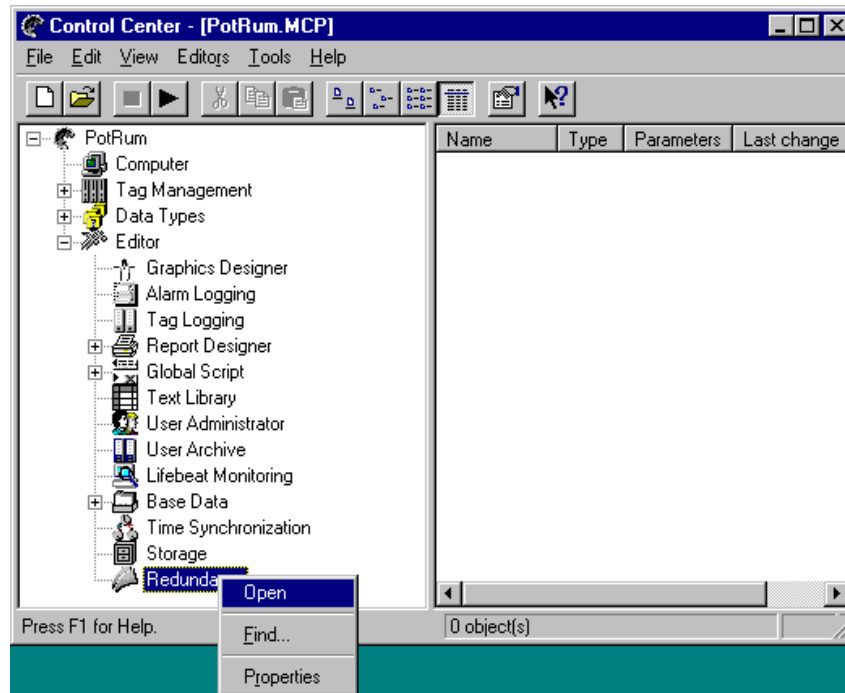 Control Center - [PotRum.MCP]
File Edit View Editors Tools Help
PotRum
Name Type Parameters Last change
Computer
Tag Management
Data Types
Editor
Graphics Designer
Alarm Logging
Tag Logging
Report Designer
Global Script
Text Library
User Administrator
User Archive
Lifebeat Monitoring
Base Data
Time Synchronization
Storage
Redunda
Open
Press F1 for Help.
0 object(s)
Find...
Properties